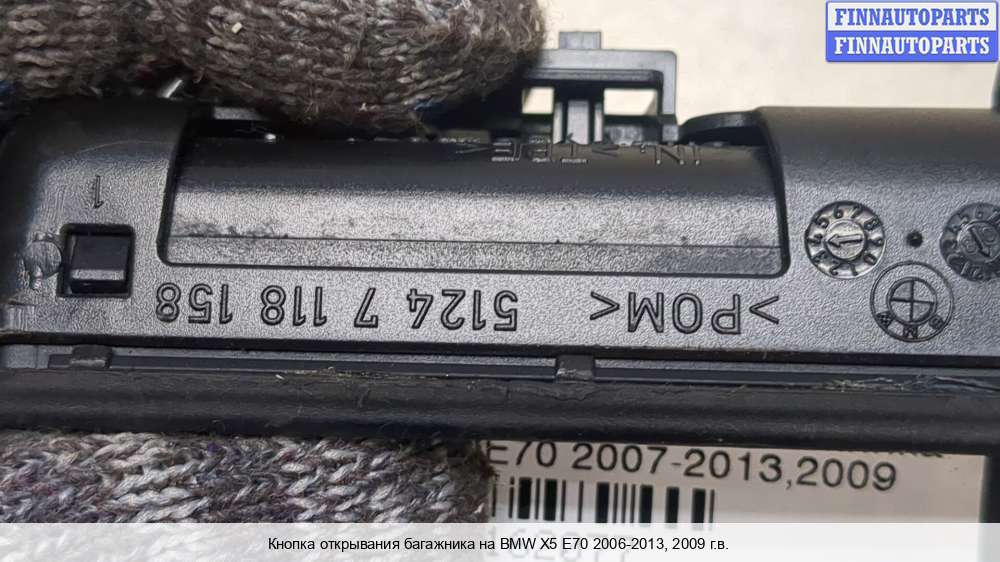 FINNAUTOPARTS
FINNAUTOPARTS
1
>POM<
5124 7 118 158
BMW
E70 2007-2013,2009
Кнопка открывания багажника на BMW X5 E70 2006-2013, 2009 г.в.